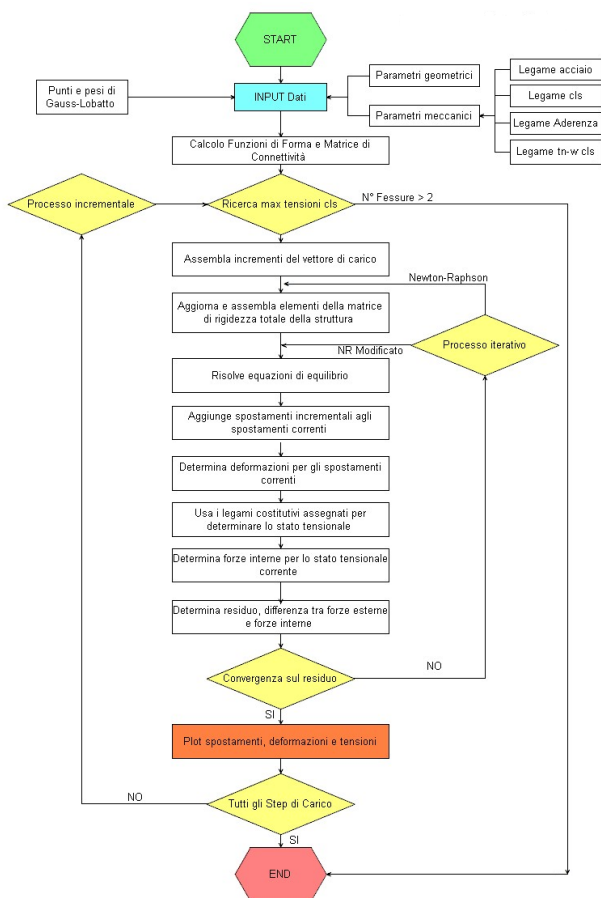 START
Punti e pesi di
Gauss-Lobatto
INPUT Dati
Parametri geometrici
Parametri meccanici
Legame acciaio
Legame cls
Legame Aderenza
Legame tn-w cls
Calcolo Funzioni di Forma e Matrice di
Connettività
Processo incrementale
Ricerca max tensioni cls
N° Fessure > 2
Assembla incrementi del vettore di carico
Newton-Raphson
Aggiorna e assembla elementi della matrice
di rigidezza totale della struttura
Processo iterativo
NR Modificato
Risolve equazioni di equilibrio
Aggiunge spostamenti incrementali agli
spostamenti correnti
Determina deformazioni per gli spostamenti
correnti
Usa i legami costitutivi assegnati per
determinare lo stato tensionale
Determina forze interne per lo stato tensionale
corrente
Determina residuo, differenza tra forze esterne
e forze interne
Convergenza sul residuo
NO
SI
Plot spostamenti, deformazioni e tensioni
NO
Tutti gli Step di Carico
SI
END